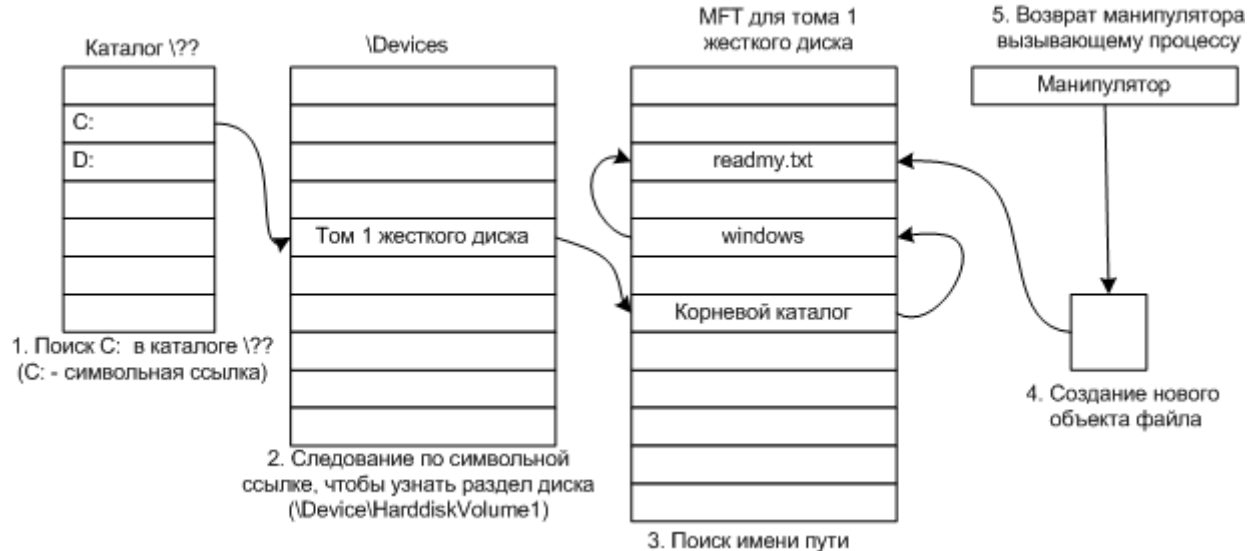 Каталог \??
C:
D:
1. Поиск C: в каталоге \??
(C: - символьная ссылка)
\Devices
Том 1 жесткого диска
2. Следование по символьной
ссылке, чтобы узнать раздел диска
(\Device\HarddiskVolume1)
MFT для тома 1
жесткого диска
readmy.txt
windows
Корневой каталог
3. Поиск имени пути
5. Возврат манипулятора
вызывающему процессу
Манипулятор
4. Создание нового
объекта файла